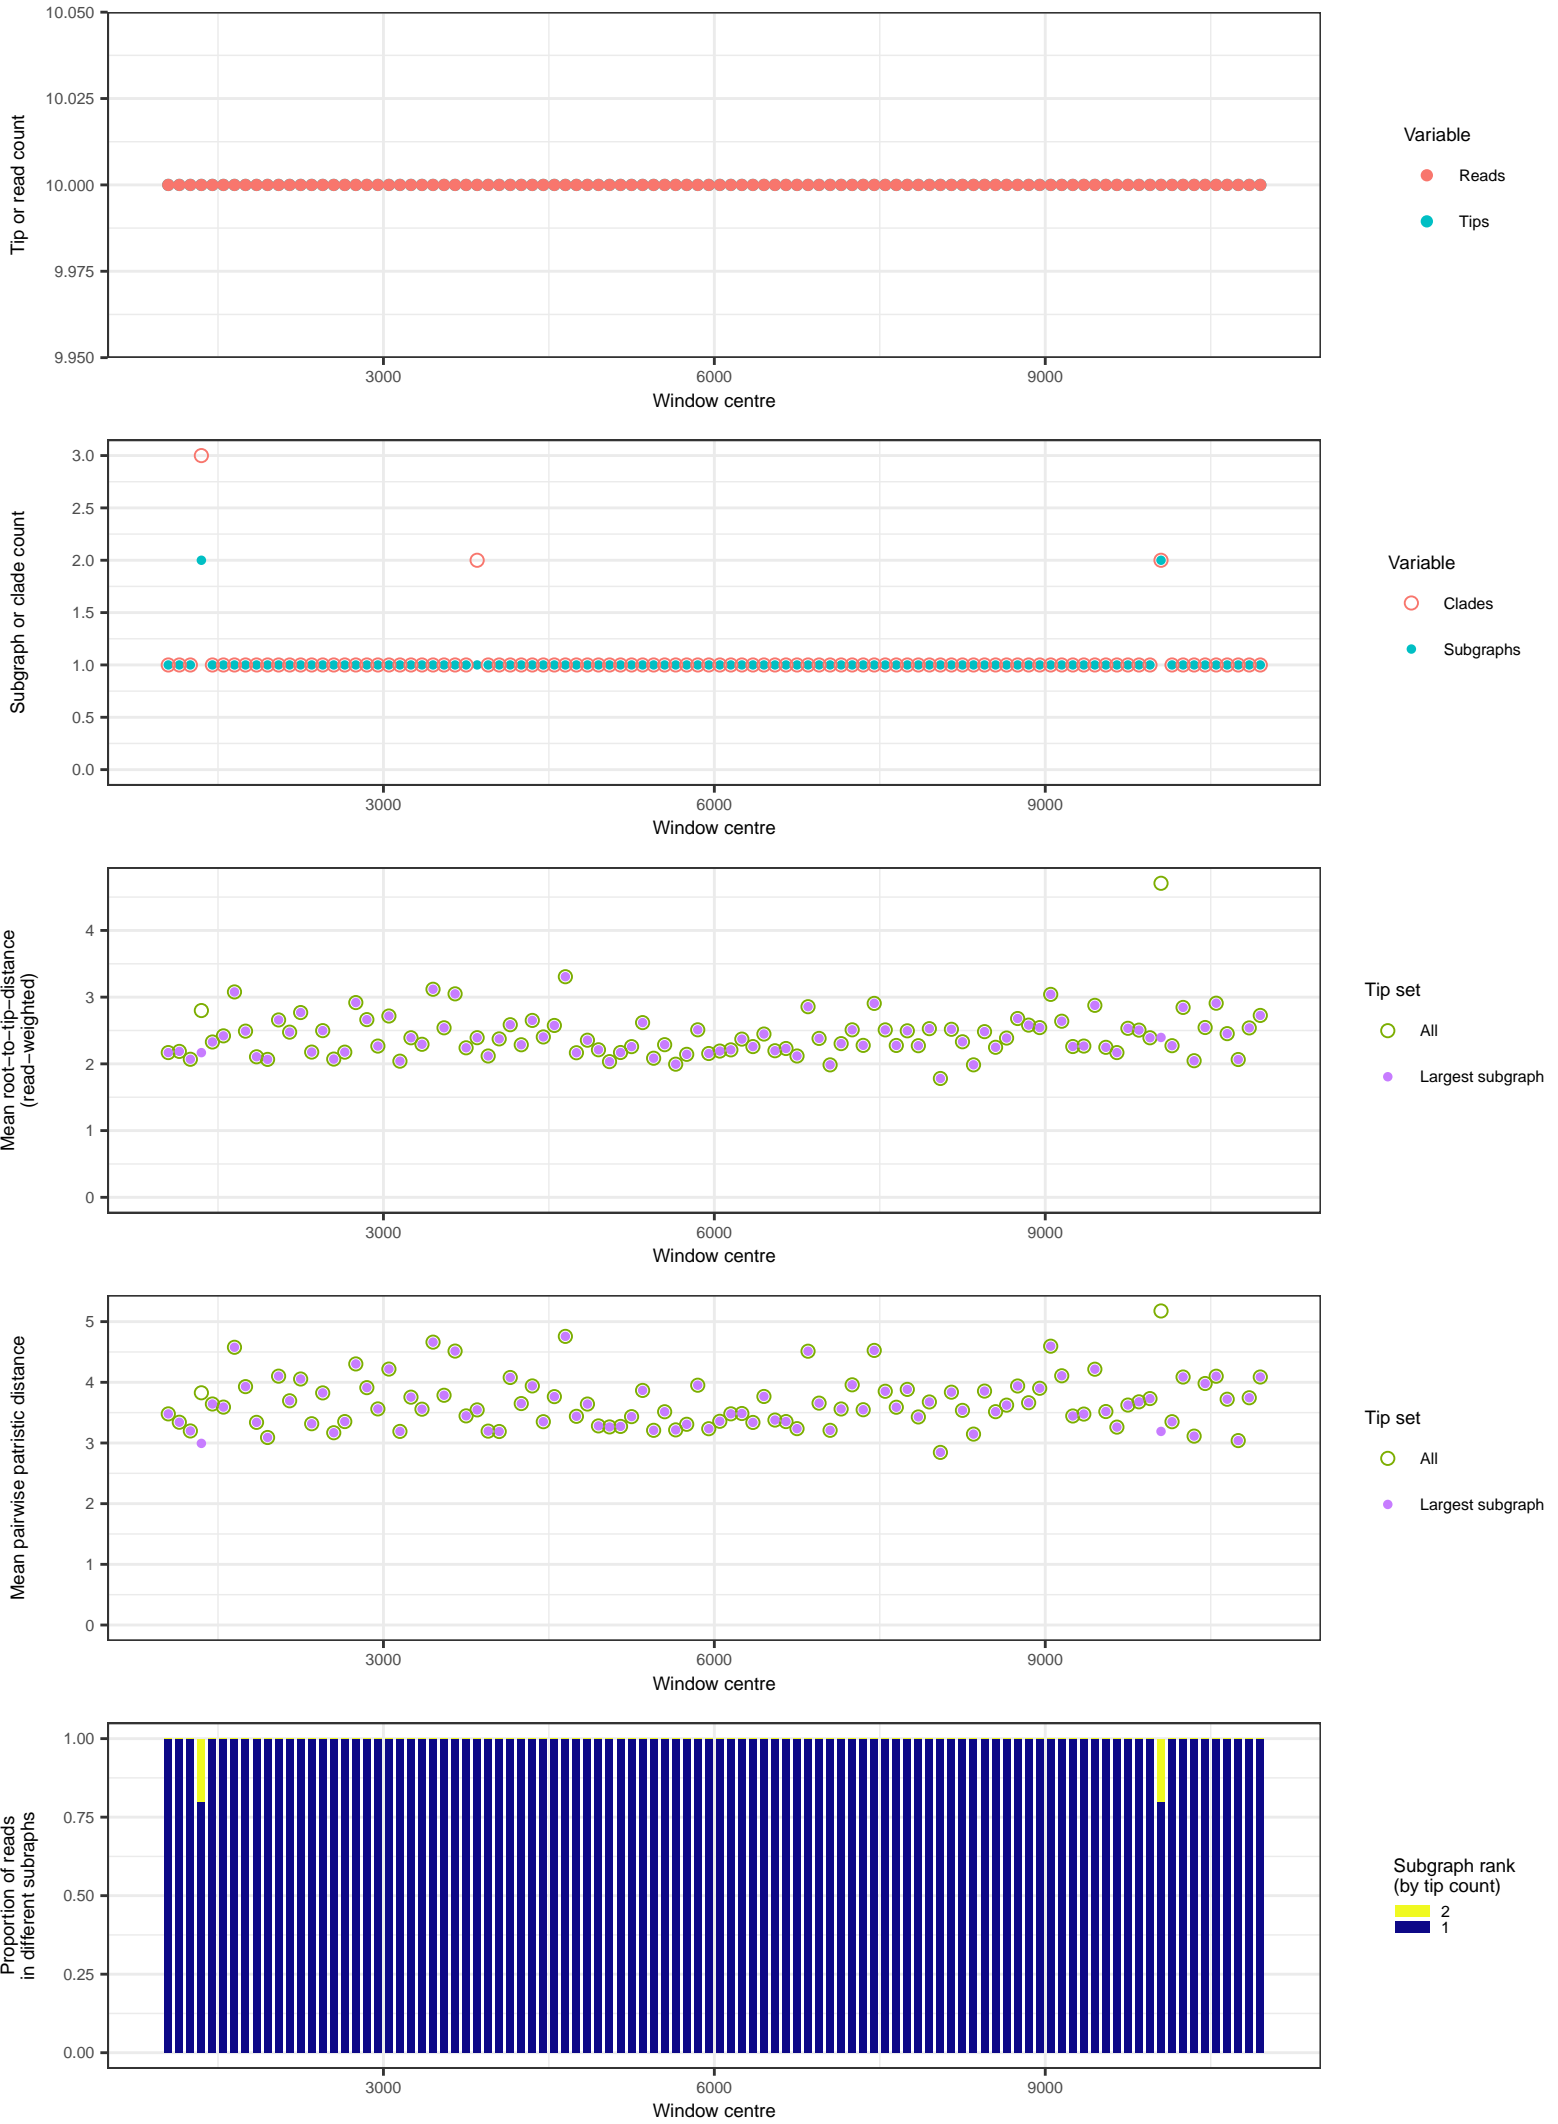 10.050
10.025
10.000
9.975
9.950
Tip or read count
3000 6000 9000
Window centre
Variable
Reads
Tips
3.0
2.5
2.0
1.5
1.0
0.5
0.0
Subgraph or clade count
3000 6000 9000
Window centre
Variable
Clades
Subgraphs
4
3
2
1
0
Mean root−to−tip−distance
(read−weighted)
3000 6000 9000
Window centre
Tip set
All
Largest subgraph
5
4
3
2
1
0
Mean pairwise patristic distance
3000 6000 9000
Window centre
Tip set
All
Largest subgraph
1.00
0.75
0.50
0.25
0.00
Proportion of reads
in different subraphs
3000 6000 9000
Window centre
Subgraph rank
(by tip count)
2
1